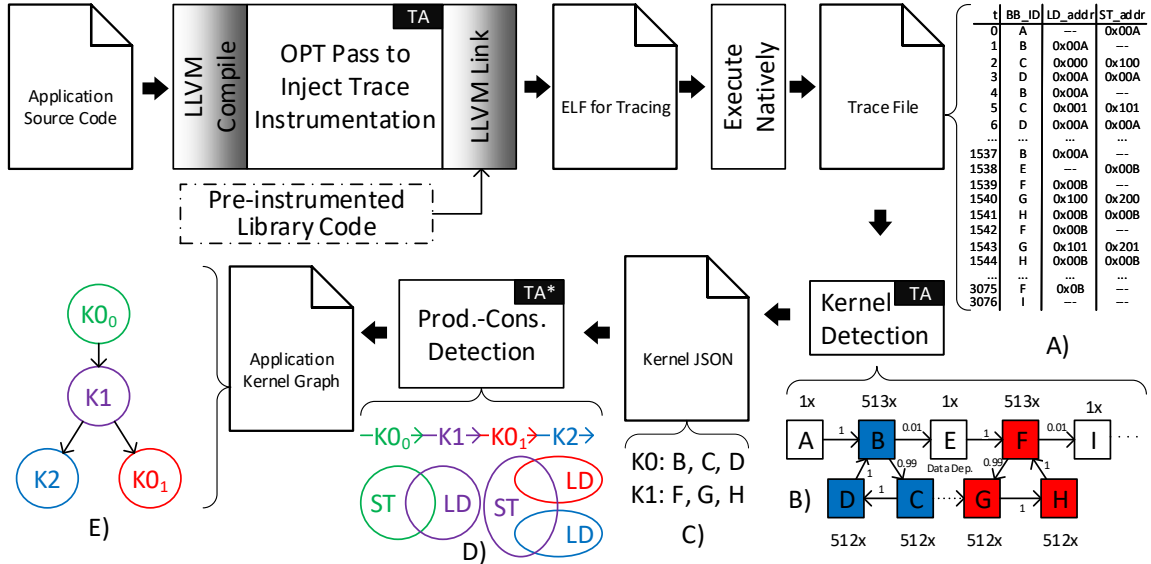 Application
Source Code
LLVM
Compile
TA
OPT Pass to
Inject Trace
Instrumentation
LLVM Link
Pre-instrumented
Library Code
ELF for Tracing
Execute
Natively
Trace File
t BB_ID LD_addr ST_addr
0 A --- 0x00A
1 B 0x00A ---
2 C 0x000 0x100
3 D 0x00A 0x00A
4 B 0x00A ---
5 C 0x001 0x101
6 D 0x00A 0x00A
... ... ... ...
1537 B 0x00A ---
1538 E --- 0x00B
1539 F 0x00B ---
1540 G 0x100 0x200
1541 H 0x00B 0x00B
1542 F 0x00B ---
1543 G 0x101 0x201
1544 H 0x00B 0x00B
... ... ... ...
3075 F 0x0B ---
3076 I --- ---
A)
TA
Kernel
Detection
1x 513x 1x 513x 1x
A 1 B 0.01 E 1 F 0.01 I
1 0.99 Data Dep. 0.99 1
B) D 1 C G 1 H
512x 512x 512x 512x
Kernel JSON
K0: B, C, D
K1: F, G, H
C)
TA*
Prod.-Cons.
Detection
K0₀ K1 K0₁ K2
ST LD ST LD
LD
D)
Application
Kernel Graph
K0₀
K1
K2 K0₁
E)